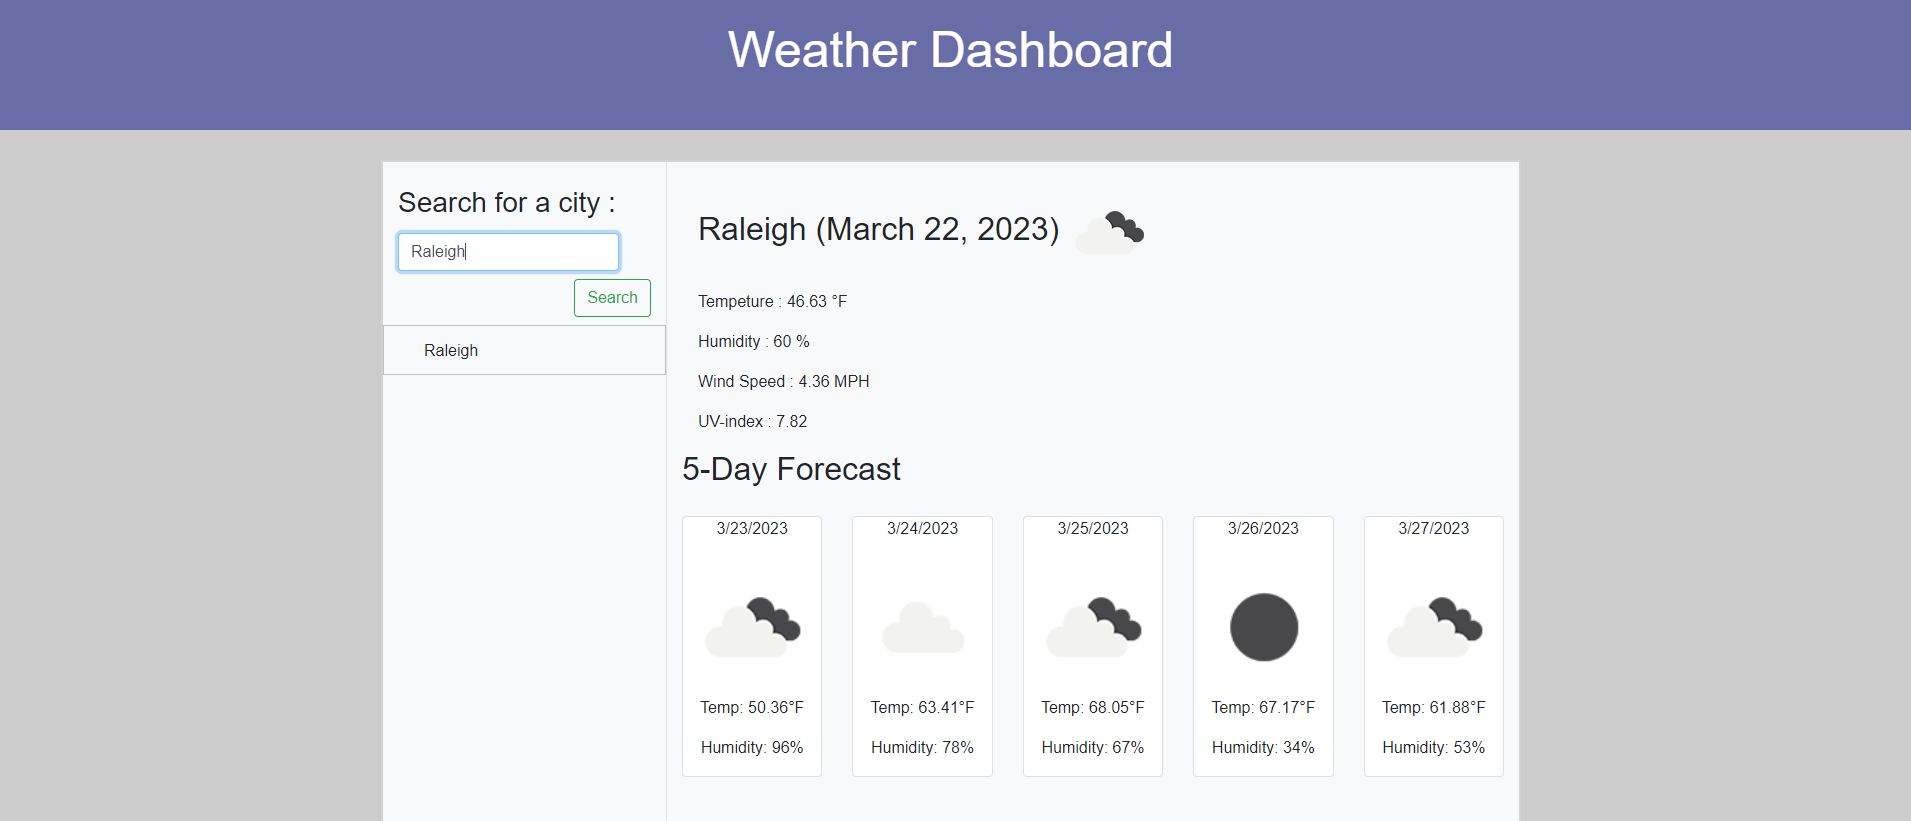 Weather Dashboard
Search for a city :
Raleigh
Search
Raleigh
Raleigh (March 22, 2023)
Tempeture : 46.63 °F
Humidity : 60 %
Wind Speed : 4.36 MPH
UV-index : 7.82
5-Day Forecast
3/23/2023
Temp: 50.36°F
Humidity: 96%
3/24/2023
Temp: 63.41°F
Humidity: 78%
3/25/2023
Temp: 68.05°F
Humidity: 67%
3/26/2023
Temp: 67.17°F
Humidity: 34%
3/27/2023
Temp: 61.88°F
Humidity: 53%